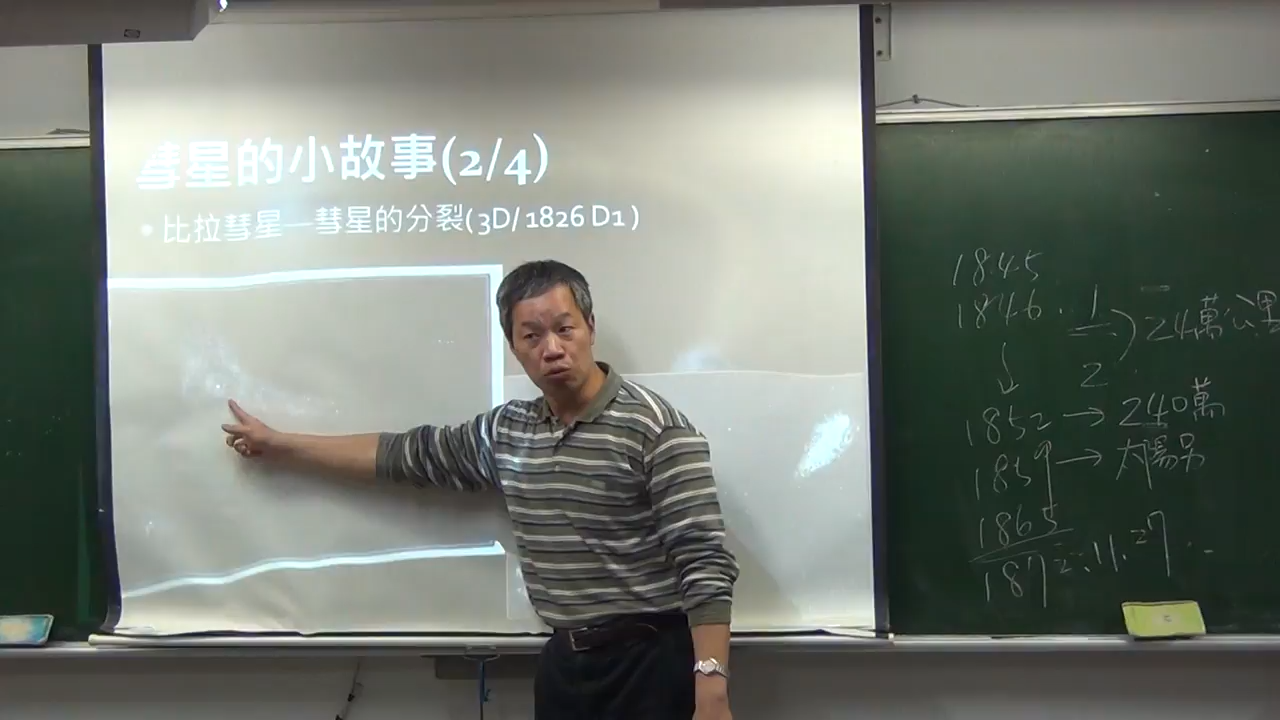 彗星的小故事(2/4)
• 比拉彗星—彗星的分裂(3D/ 1826 D1 )
1845
1846 . 1
2
24萬公里
1852 → 240萬
1859 → 太陽另
1865
1872 . 11. 27 . .